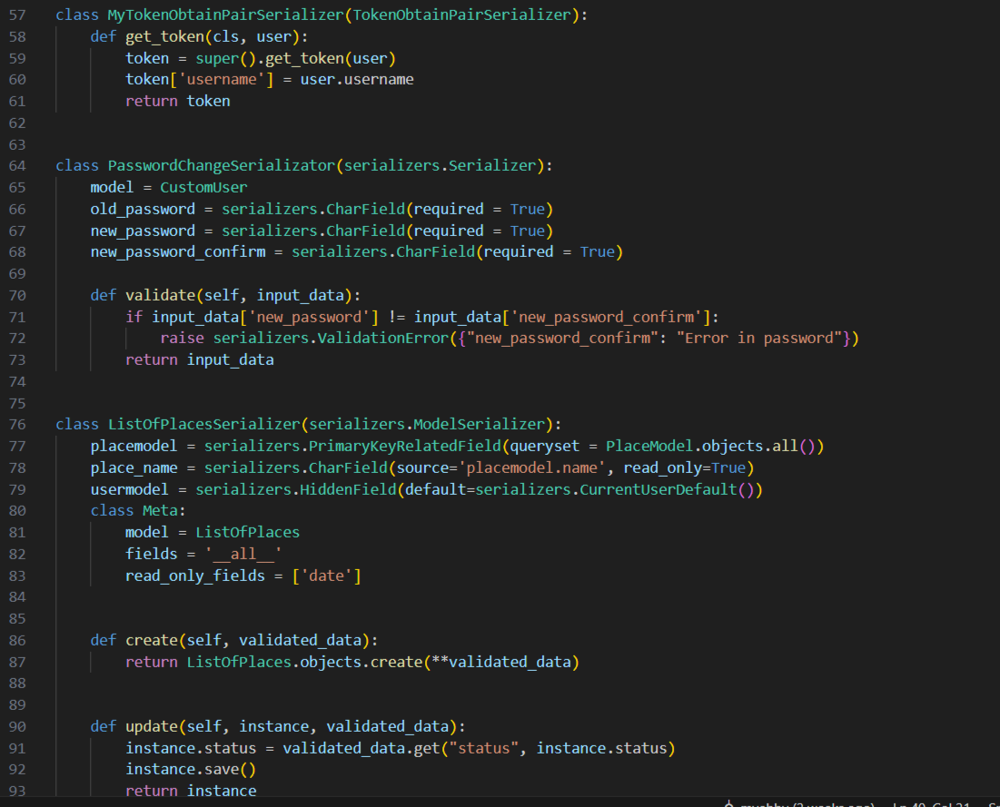 57 class MyTokenObtainPairSerializer(TokenObtainPairSerializer):
58     def get_token(cls, user):
59         token = super().get_token(user)
60         token['username'] = user.username
61         return token
62
63
64 class PasswordChangeSerializator(serializers.Serializer):
65     model = CustomUser
66     old_password = serializers.CharField(required = True)
67     new_password = serializers.CharField(required = True)
68     new_password_confirm = serializers.CharField(required = True)
69
70     def validate(self, input_data):
71         if input_data['new_password'] != input_data['new_password_confirm']:
72             raise serializers.ValidationError({"new_password_confirm": "Error in password"})
73         return input_data
74
75
76 class ListOfPlacesSerializer(serializers.ModelSerializer):
77     placemodel = serializers.PrimaryKeyRelatedField(queryset = PlaceModel.objects.all())
78     place_name = serializers.CharField(source='placemodel.name', read_only=True)
79     usermodel = serializers.HiddenField(default=serializers.CurrentUserDefault())
80     class Meta:
81         model = ListOfPlaces
82         fields = '__all__'
83         read_only_fields = ['date']
84
85
86     def create(self, validated_data):
87         return ListOfPlaces.objects.create(**validated_data)
88
89
90     def update(self, instance, validated_data):
91         instance.status = validated_data.get("status", instance.status)
92         instance.save()
93         return instance